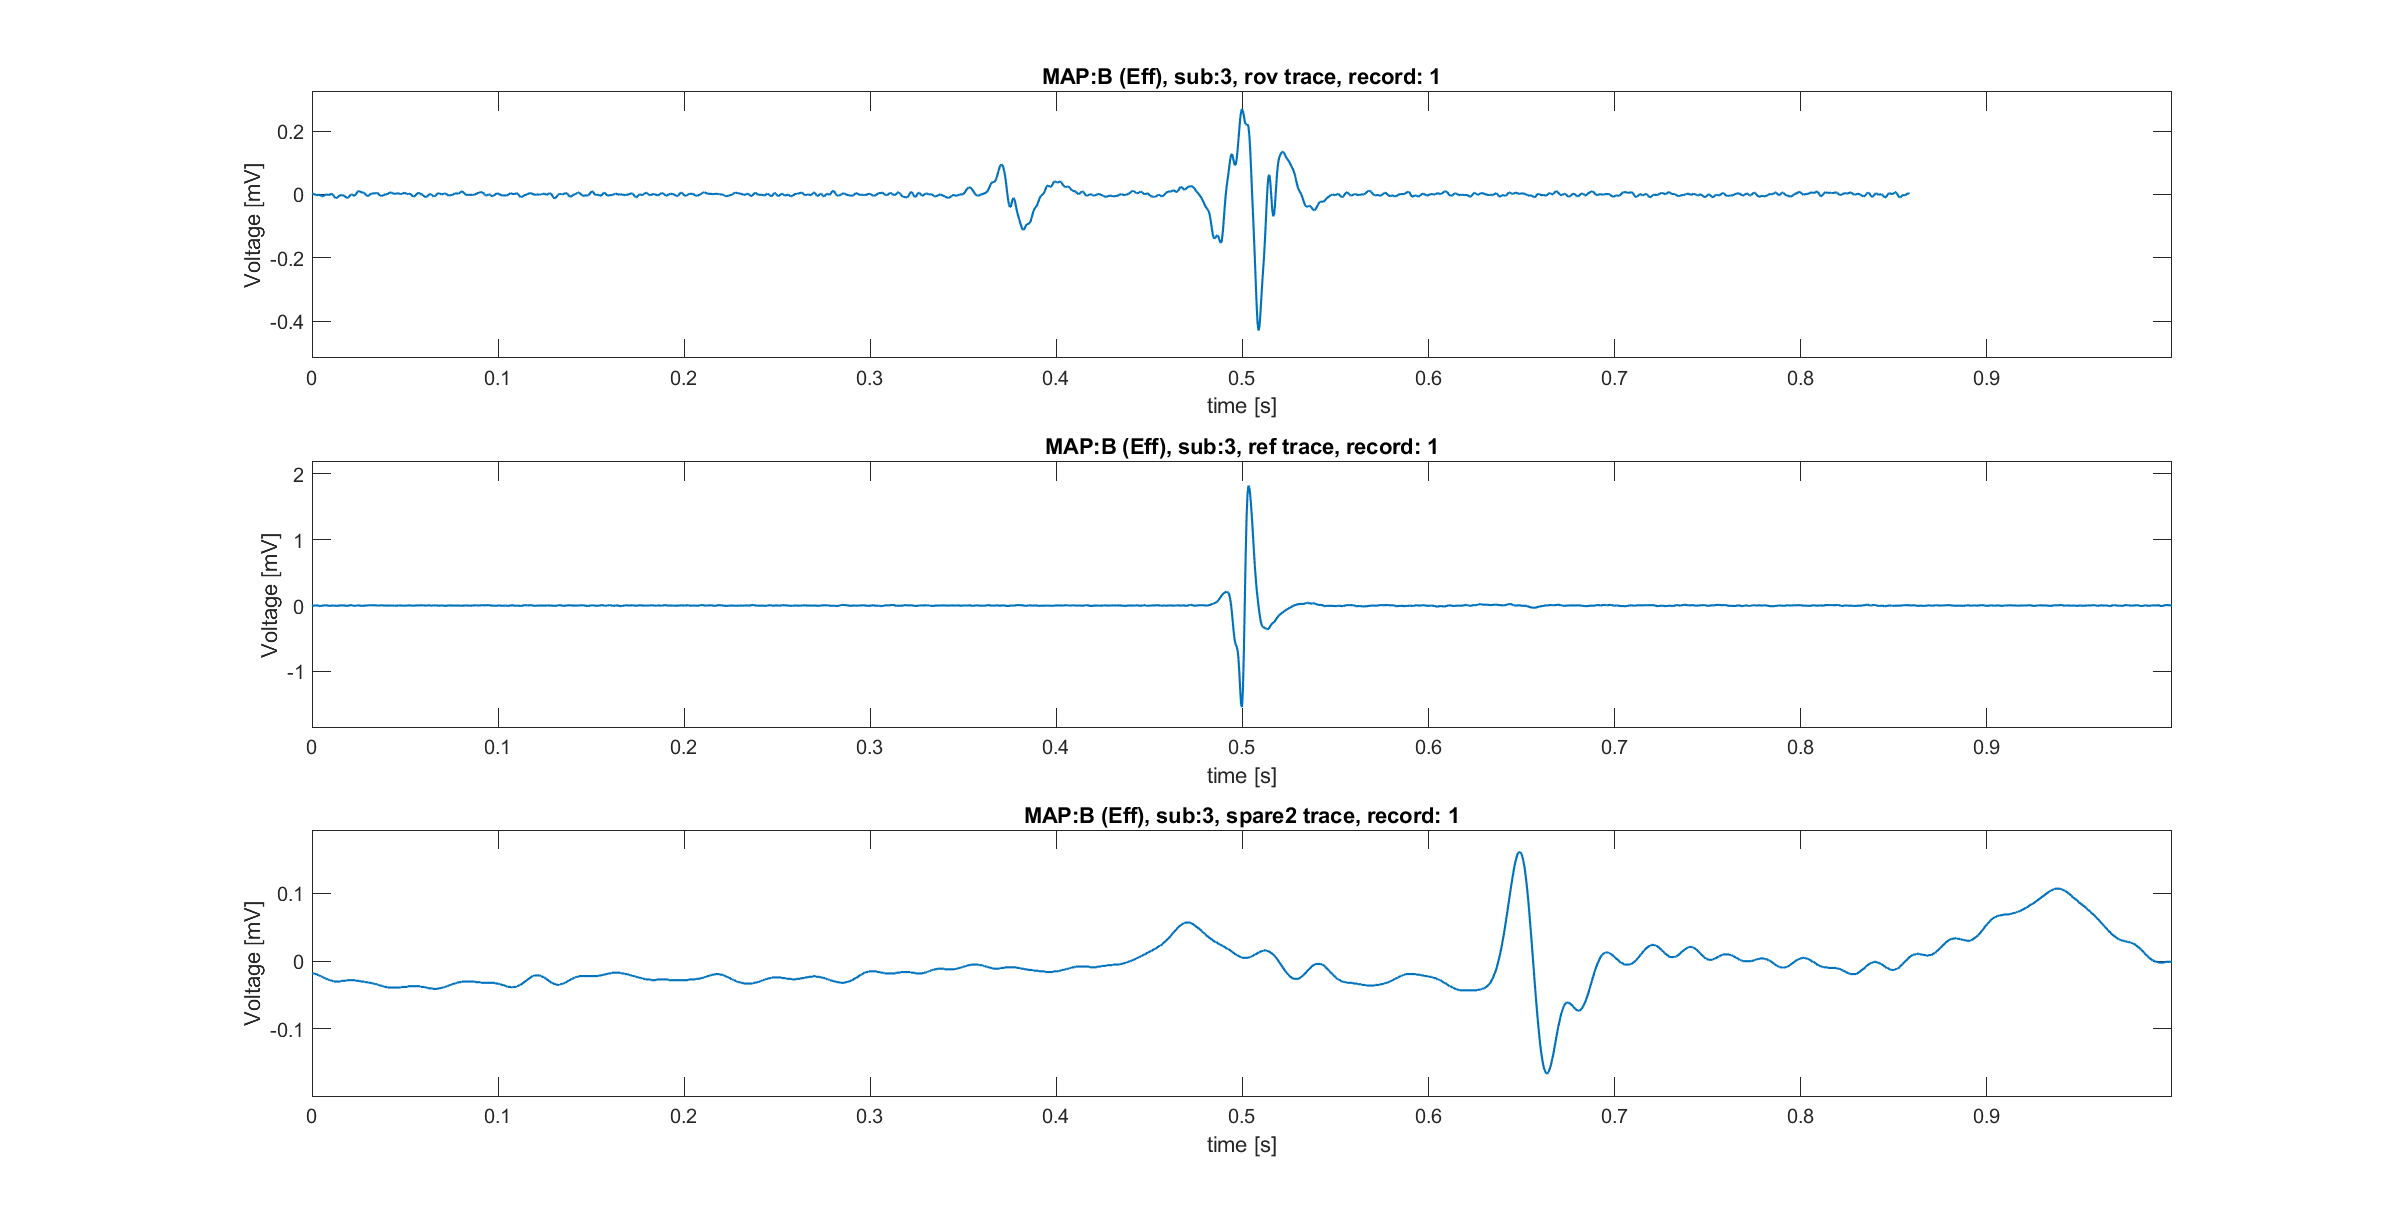 MAP:B (Eff), sub:3, rov trace, record: 1
Voltage [mV]
0.2
0
-0.2
-0.4
0 0.1 0.2 0.3 0.4 0.5 0.6 0.7 0.8 0.9
time [s]
MAP:B (Eff), sub:3, ref trace, record: 1
Voltage [mV]
2
1
0
-1
0 0.1 0.2 0.3 0.4 0.5 0.6 0.7 0.8 0.9
time [s]
MAP:B (Eff), sub:3, spare2 trace, record: 1
Voltage [mV]
0.1
0
-0.1
0 0.1 0.2 0.3 0.4 0.5 0.6 0.7 0.8 0.9
time [s]